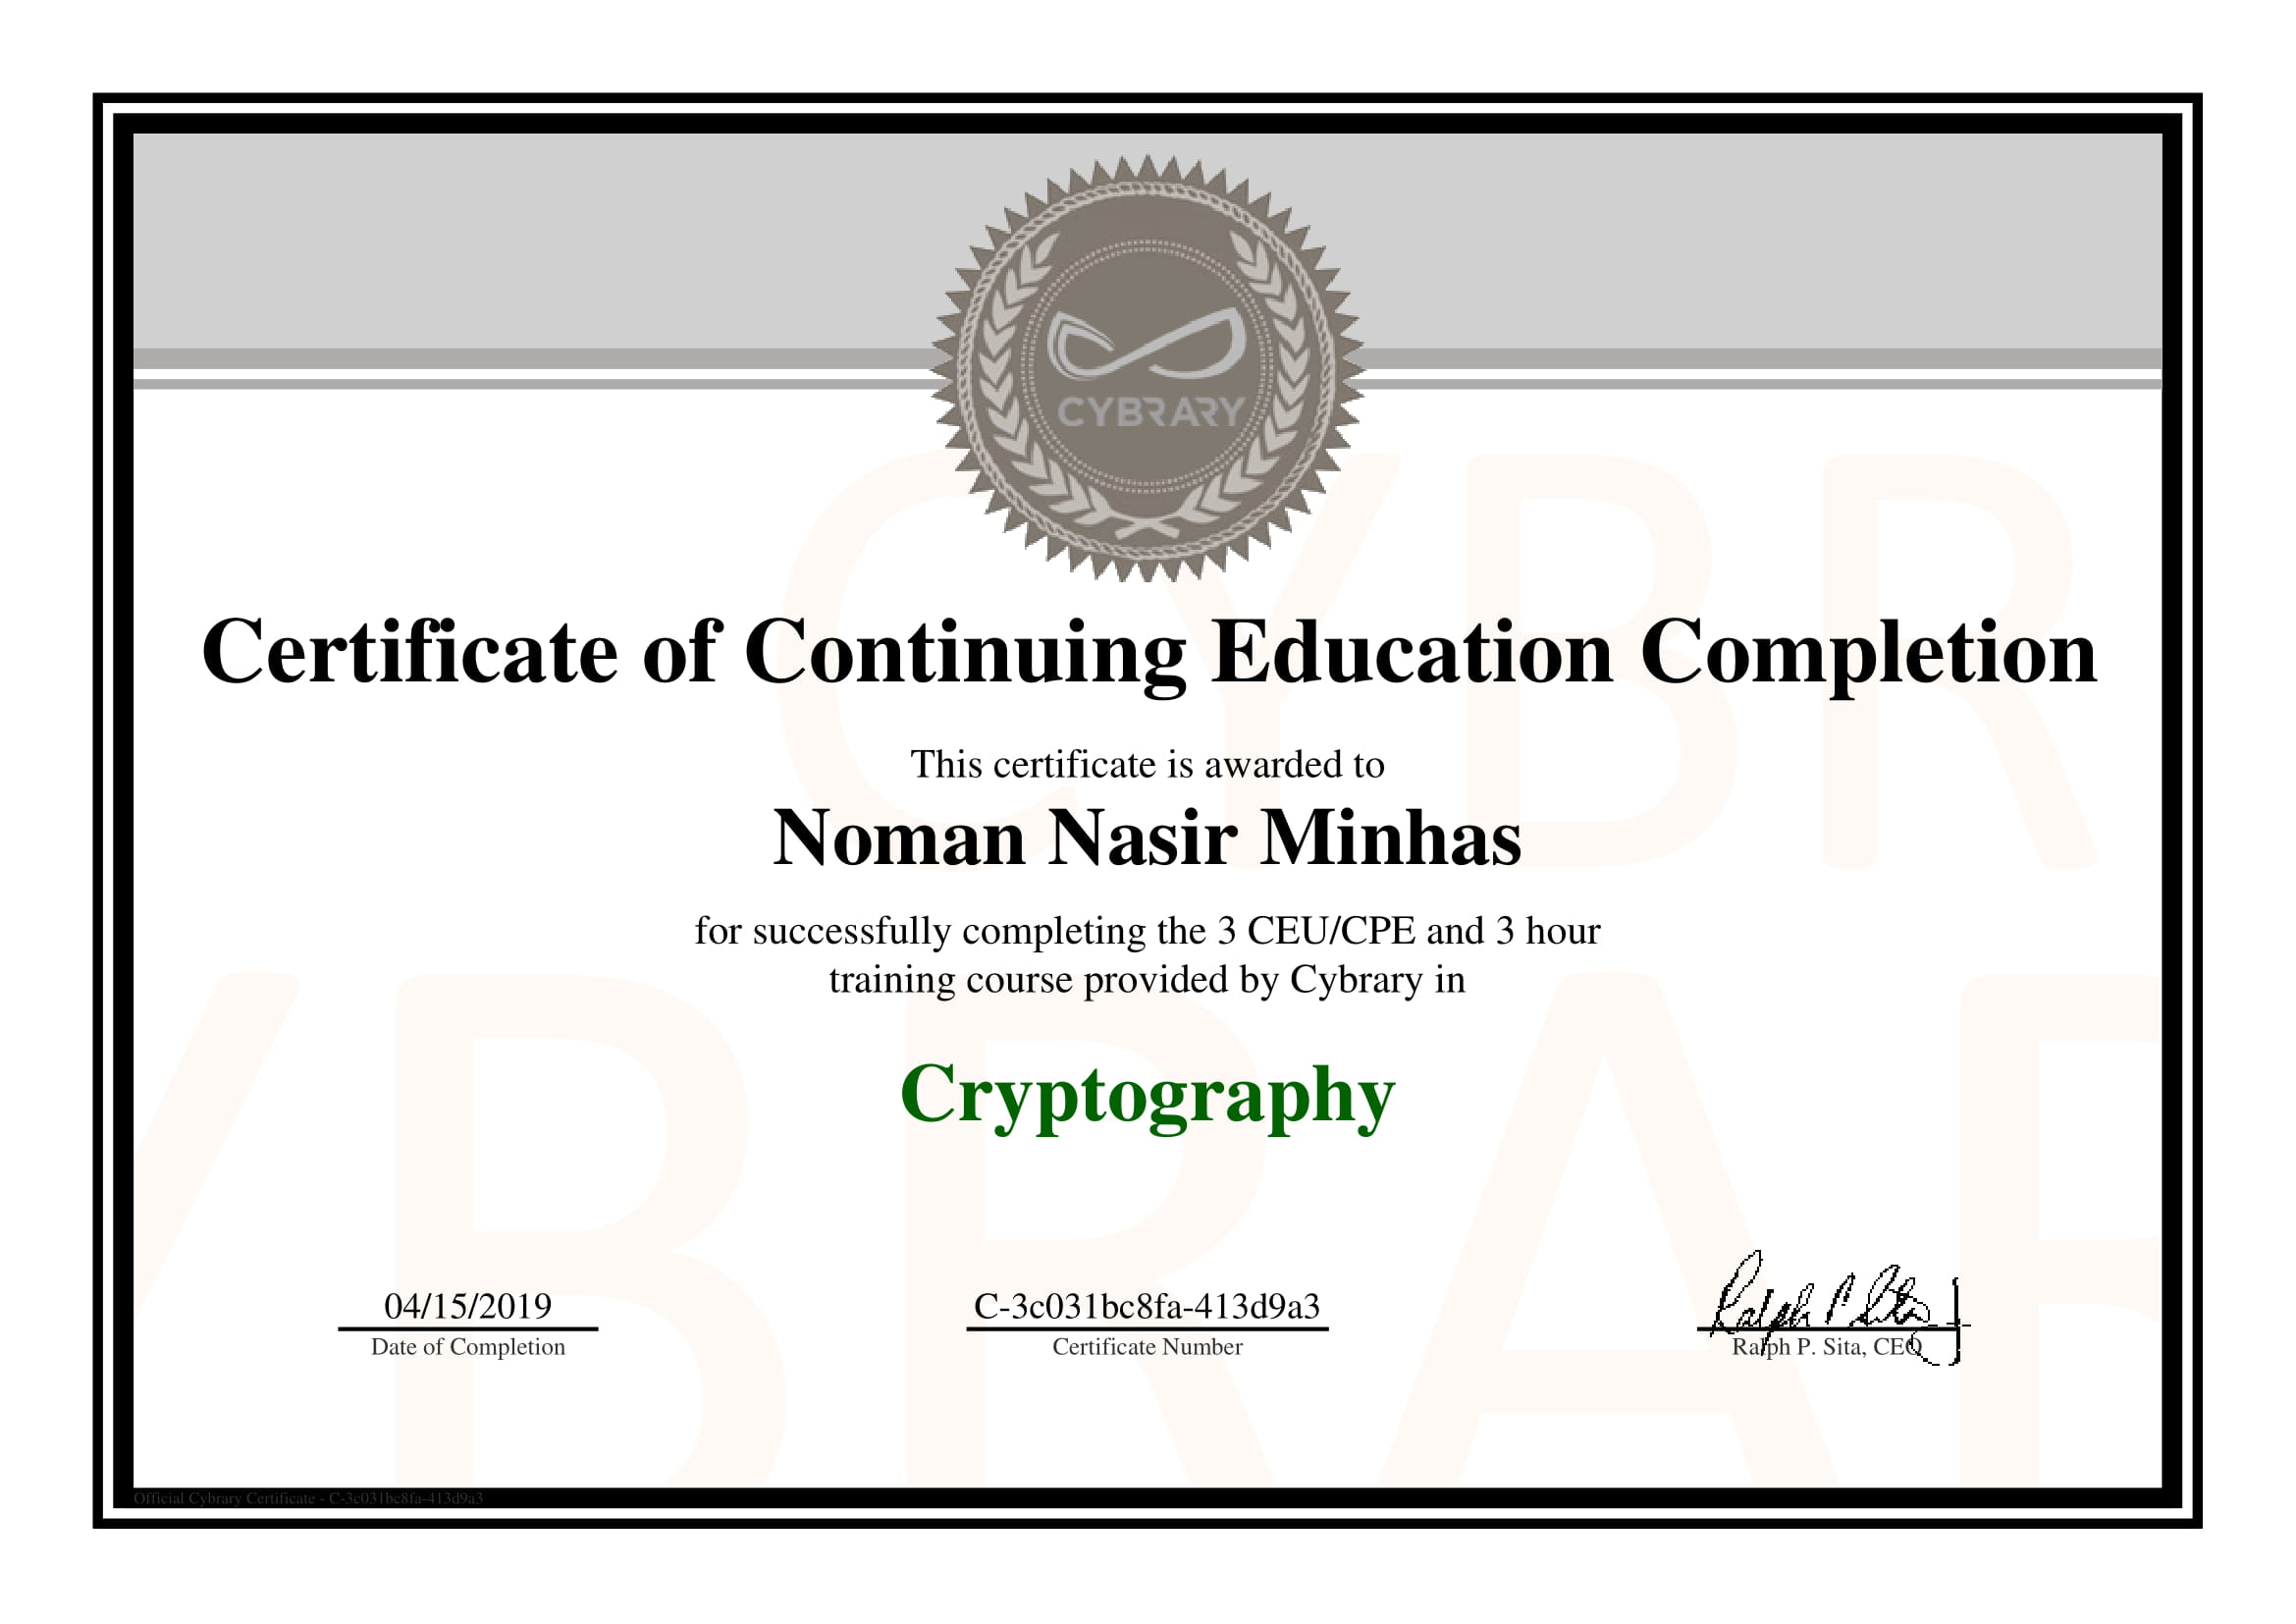 CYBRARY
Certificate of Continuing Education Completion
This certificate is awarded to
Noman Nasir Minhas
for successfully completing the 3 CEU/CPE and 3 hour
training course provided by Cybrary in
Cryptography
04/15/2019
Date of Completion
C-3c031bc8fa-413d9a3
Certificate Number
Ralph P. Sita
Ralph P. Sita, CEO
Official Cybrary Certificate - C-3c031bc8fa-413d9a3
CYBR
YBRAR